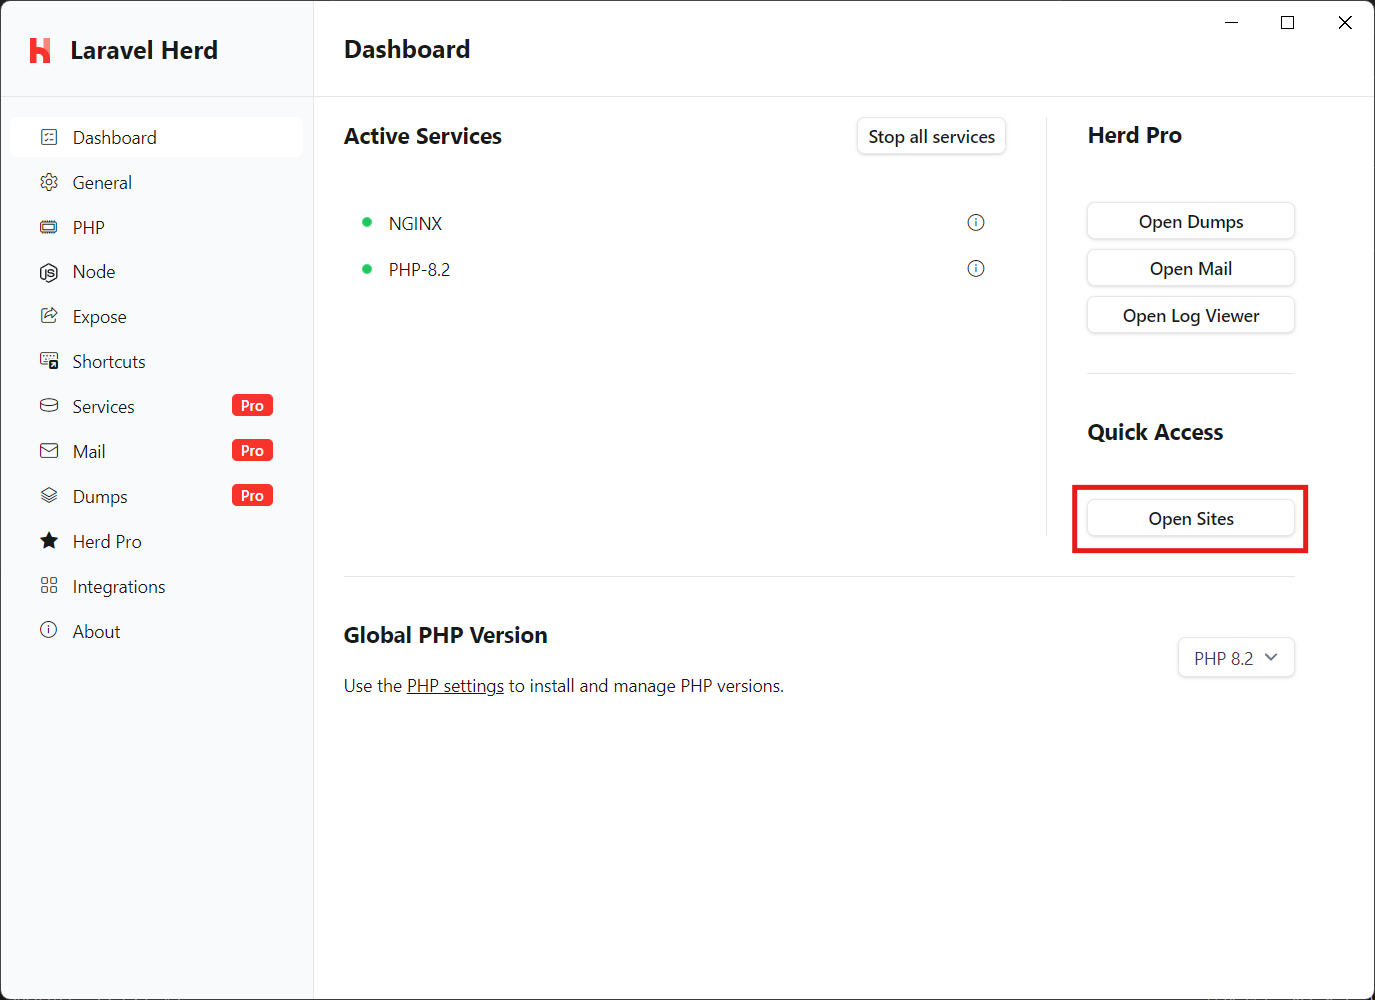 Laravel Herd
Dashboard
Dashboard
General
PHP
Node
Expose
Shortcuts
Services Pro
Mail Pro
Dumps Pro
Herd Pro
Integrations
About
Active Services
Stop all services
NGINX
PHP-8.2
Herd Pro
Open Dumps
Open Mail
Open Log Viewer
Quick Access
Open Sites
Global PHP Version
Use the PHP settings to install and manage PHP versions.
PHP 8.2